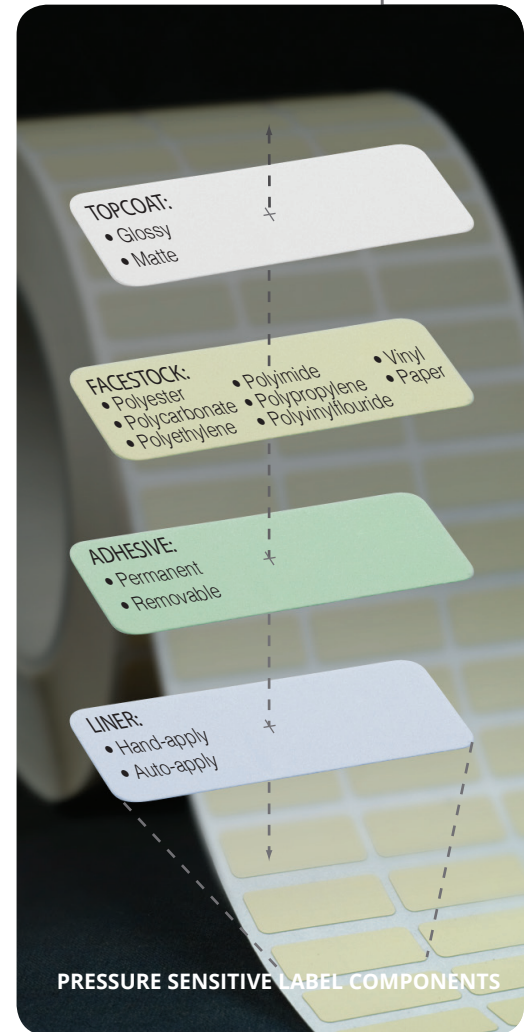 TOPCOAT:
• Glossy
• Matte
FACESTOCK:
• Polyester
• Polycarbonate
• Polyethylene
• Polyimide
• Polypropylene
• Polyvinylflouride
• Vinyl
• Paper
ADHESIVE:
• Permanent
• Removable
LINER:
• Hand-apply
• Auto-apply
PRESSURE SENSITIVE LABEL COMPONENTS